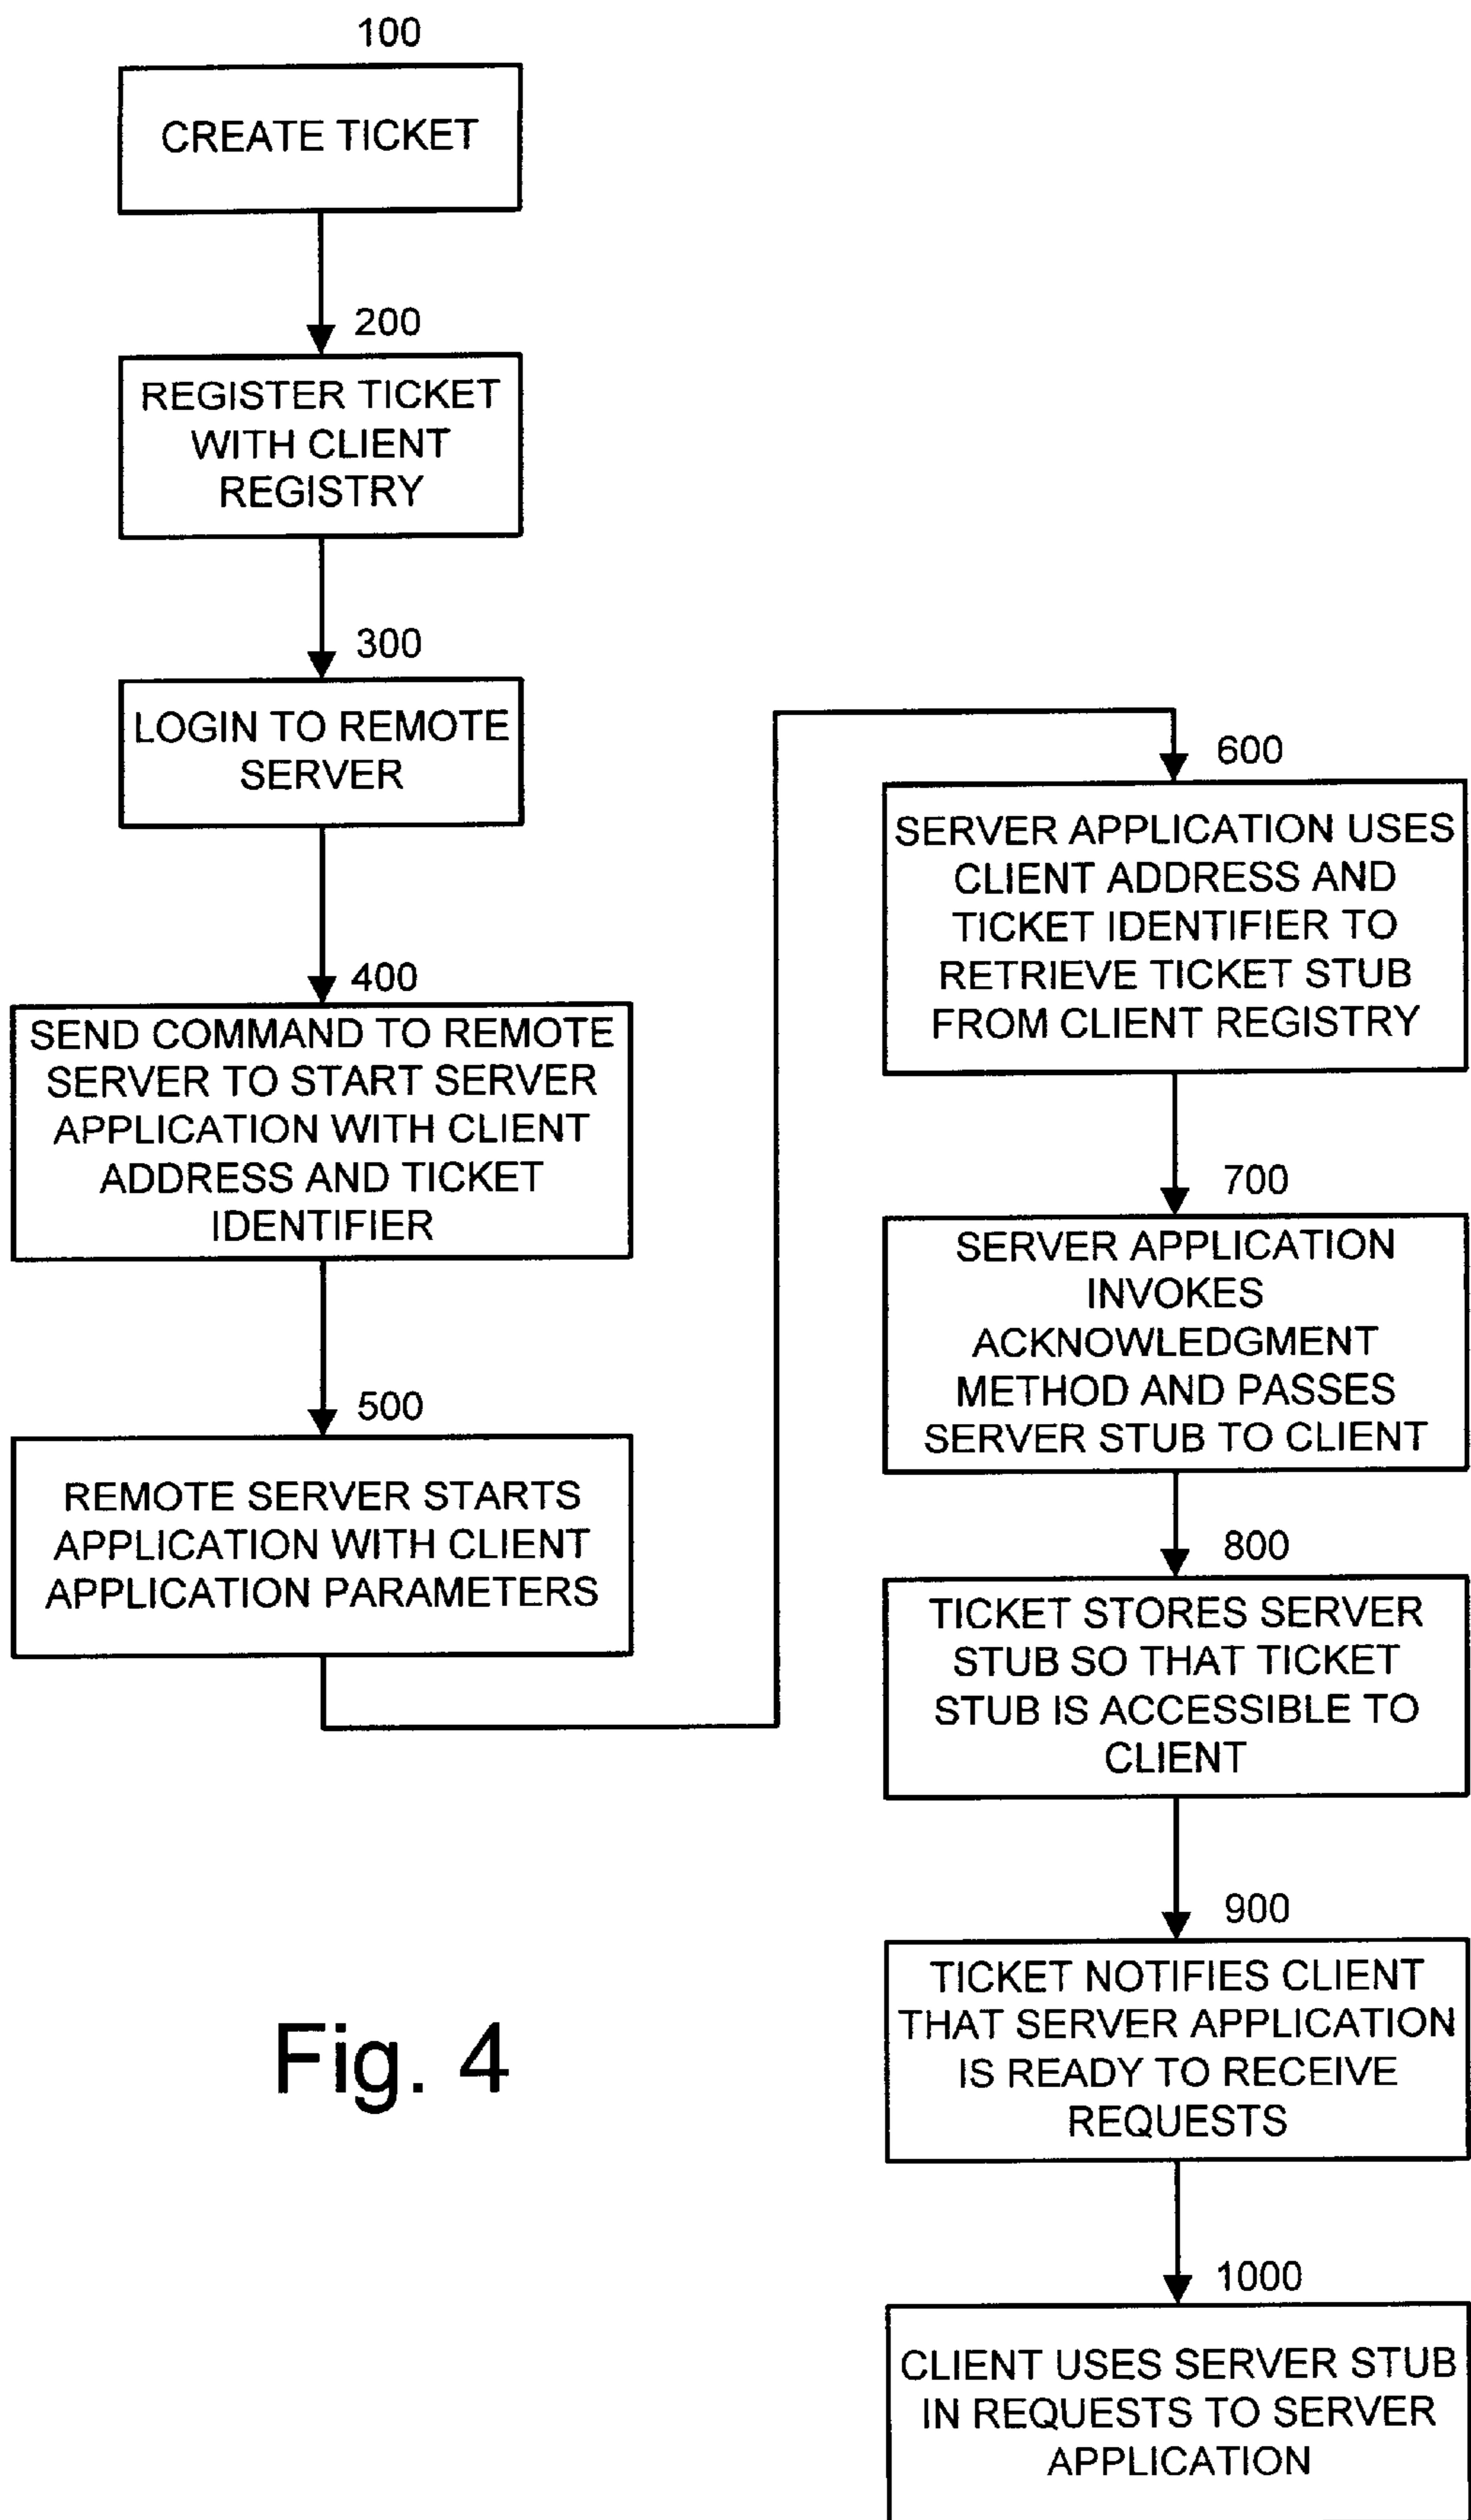 100
CREATE TICKET
200
REGISTER TICKET
WITH CLIENT
REGISTRY
300
LOGIN TO REMOTE
SERVER
400
SEND COMMAND TO REMOTE
SERVER TO START SERVER
APPLICATION WITH CLIENT
ADDRESS AND TICKET
IDENTIFIER
500
REMOTE SERVER STARTS
APPLICATION WITH CLIENT
APPLICATION PARAMETERS
600
SERVER APPLICATION USES
CLIENT ADDRESS AND
TICKET IDENTIFIER TO
RETRIEVE TICKET STUB
FROM CLIENT REGISTRY
700
SERVER APPLICATION
INVOKES
ACKNOWLEDGMENT
METHOD AND PASSES
SERVER STUB TO CLIENT
800
TICKET STORES SERVER
STUB SO THAT TICKET
STUB IS ACCESSIBLE TO
CLIENT
900
TICKET NOTIFIES CLIENT
THAT SERVER APPLICATION
IS READY TO RECEIVE
REQUESTS
1000
CLIENT USES SERVER STUB
IN REQUESTS TO SERVER
APPLICATION
Fig. 4